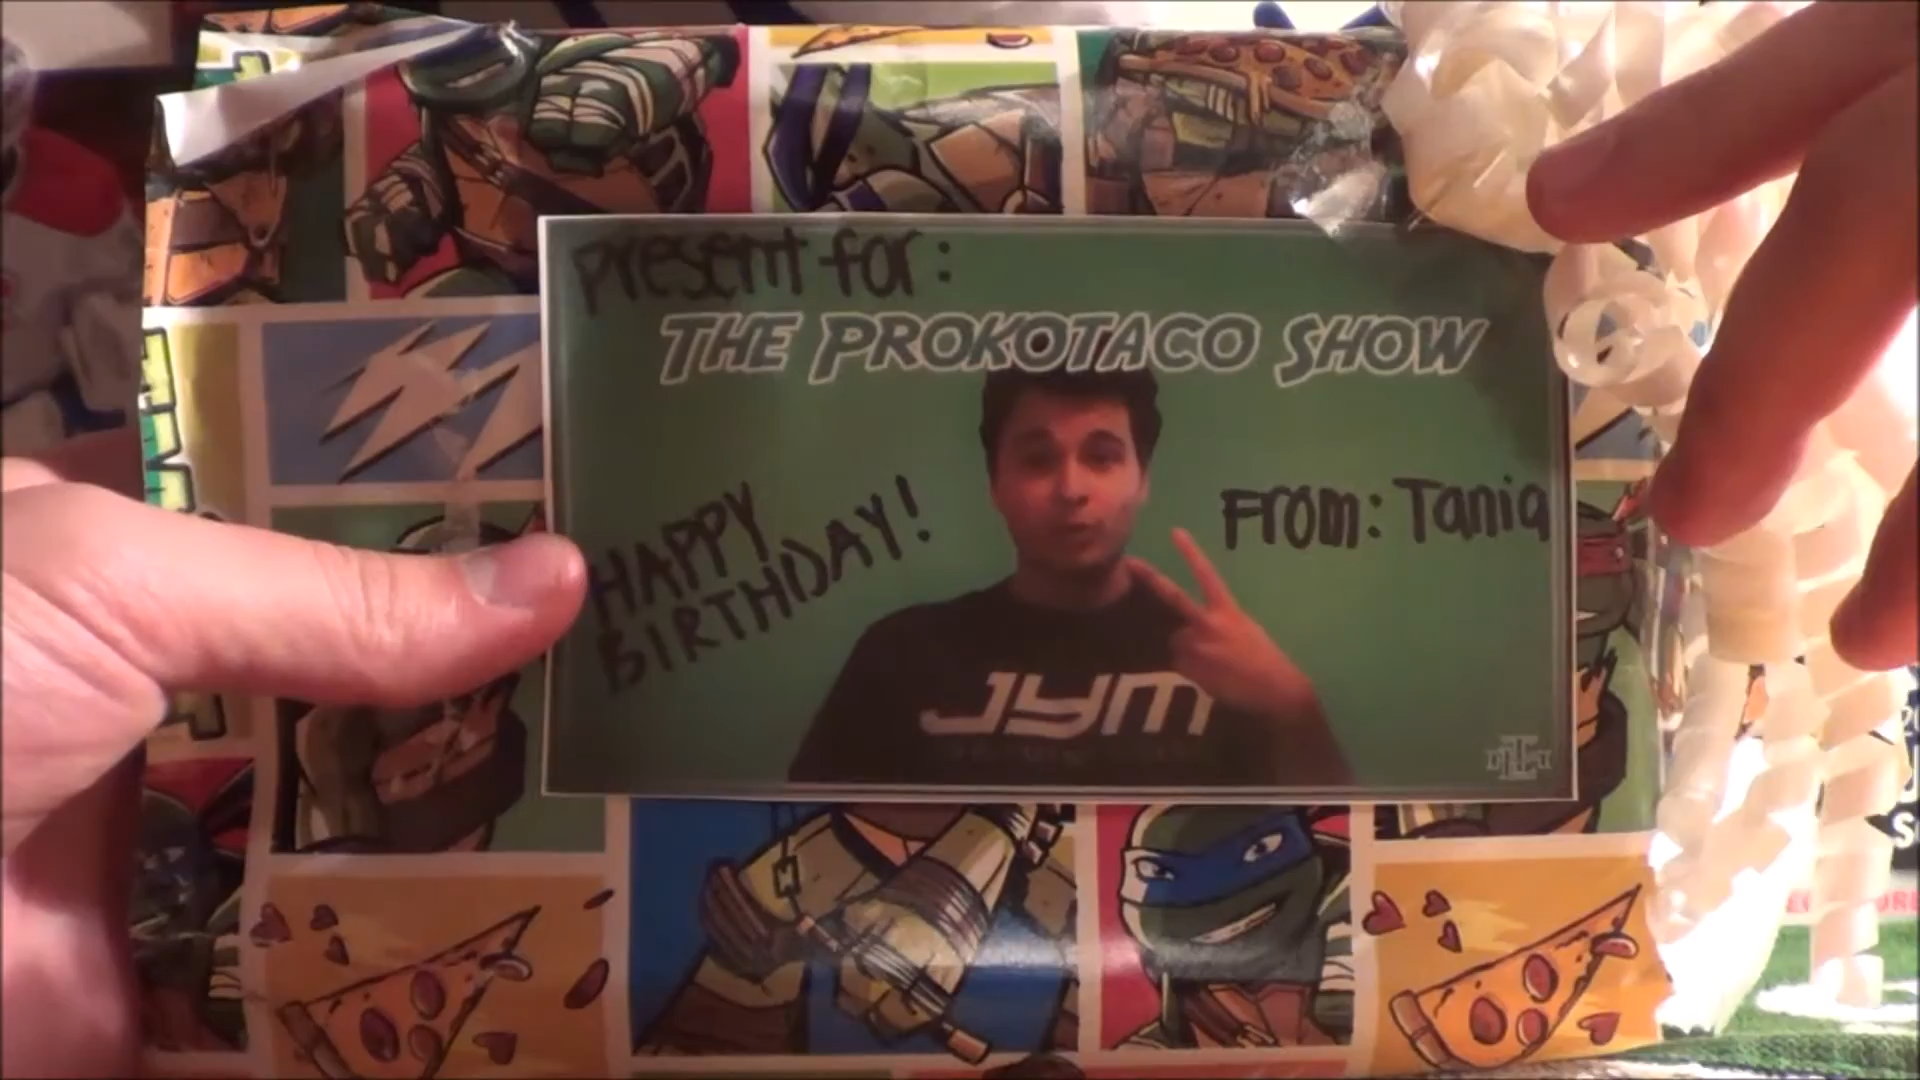 Present for:
THE PROKOTACO SHOW
HAPPY
BIRTHDAY!
From: Tania
JYM